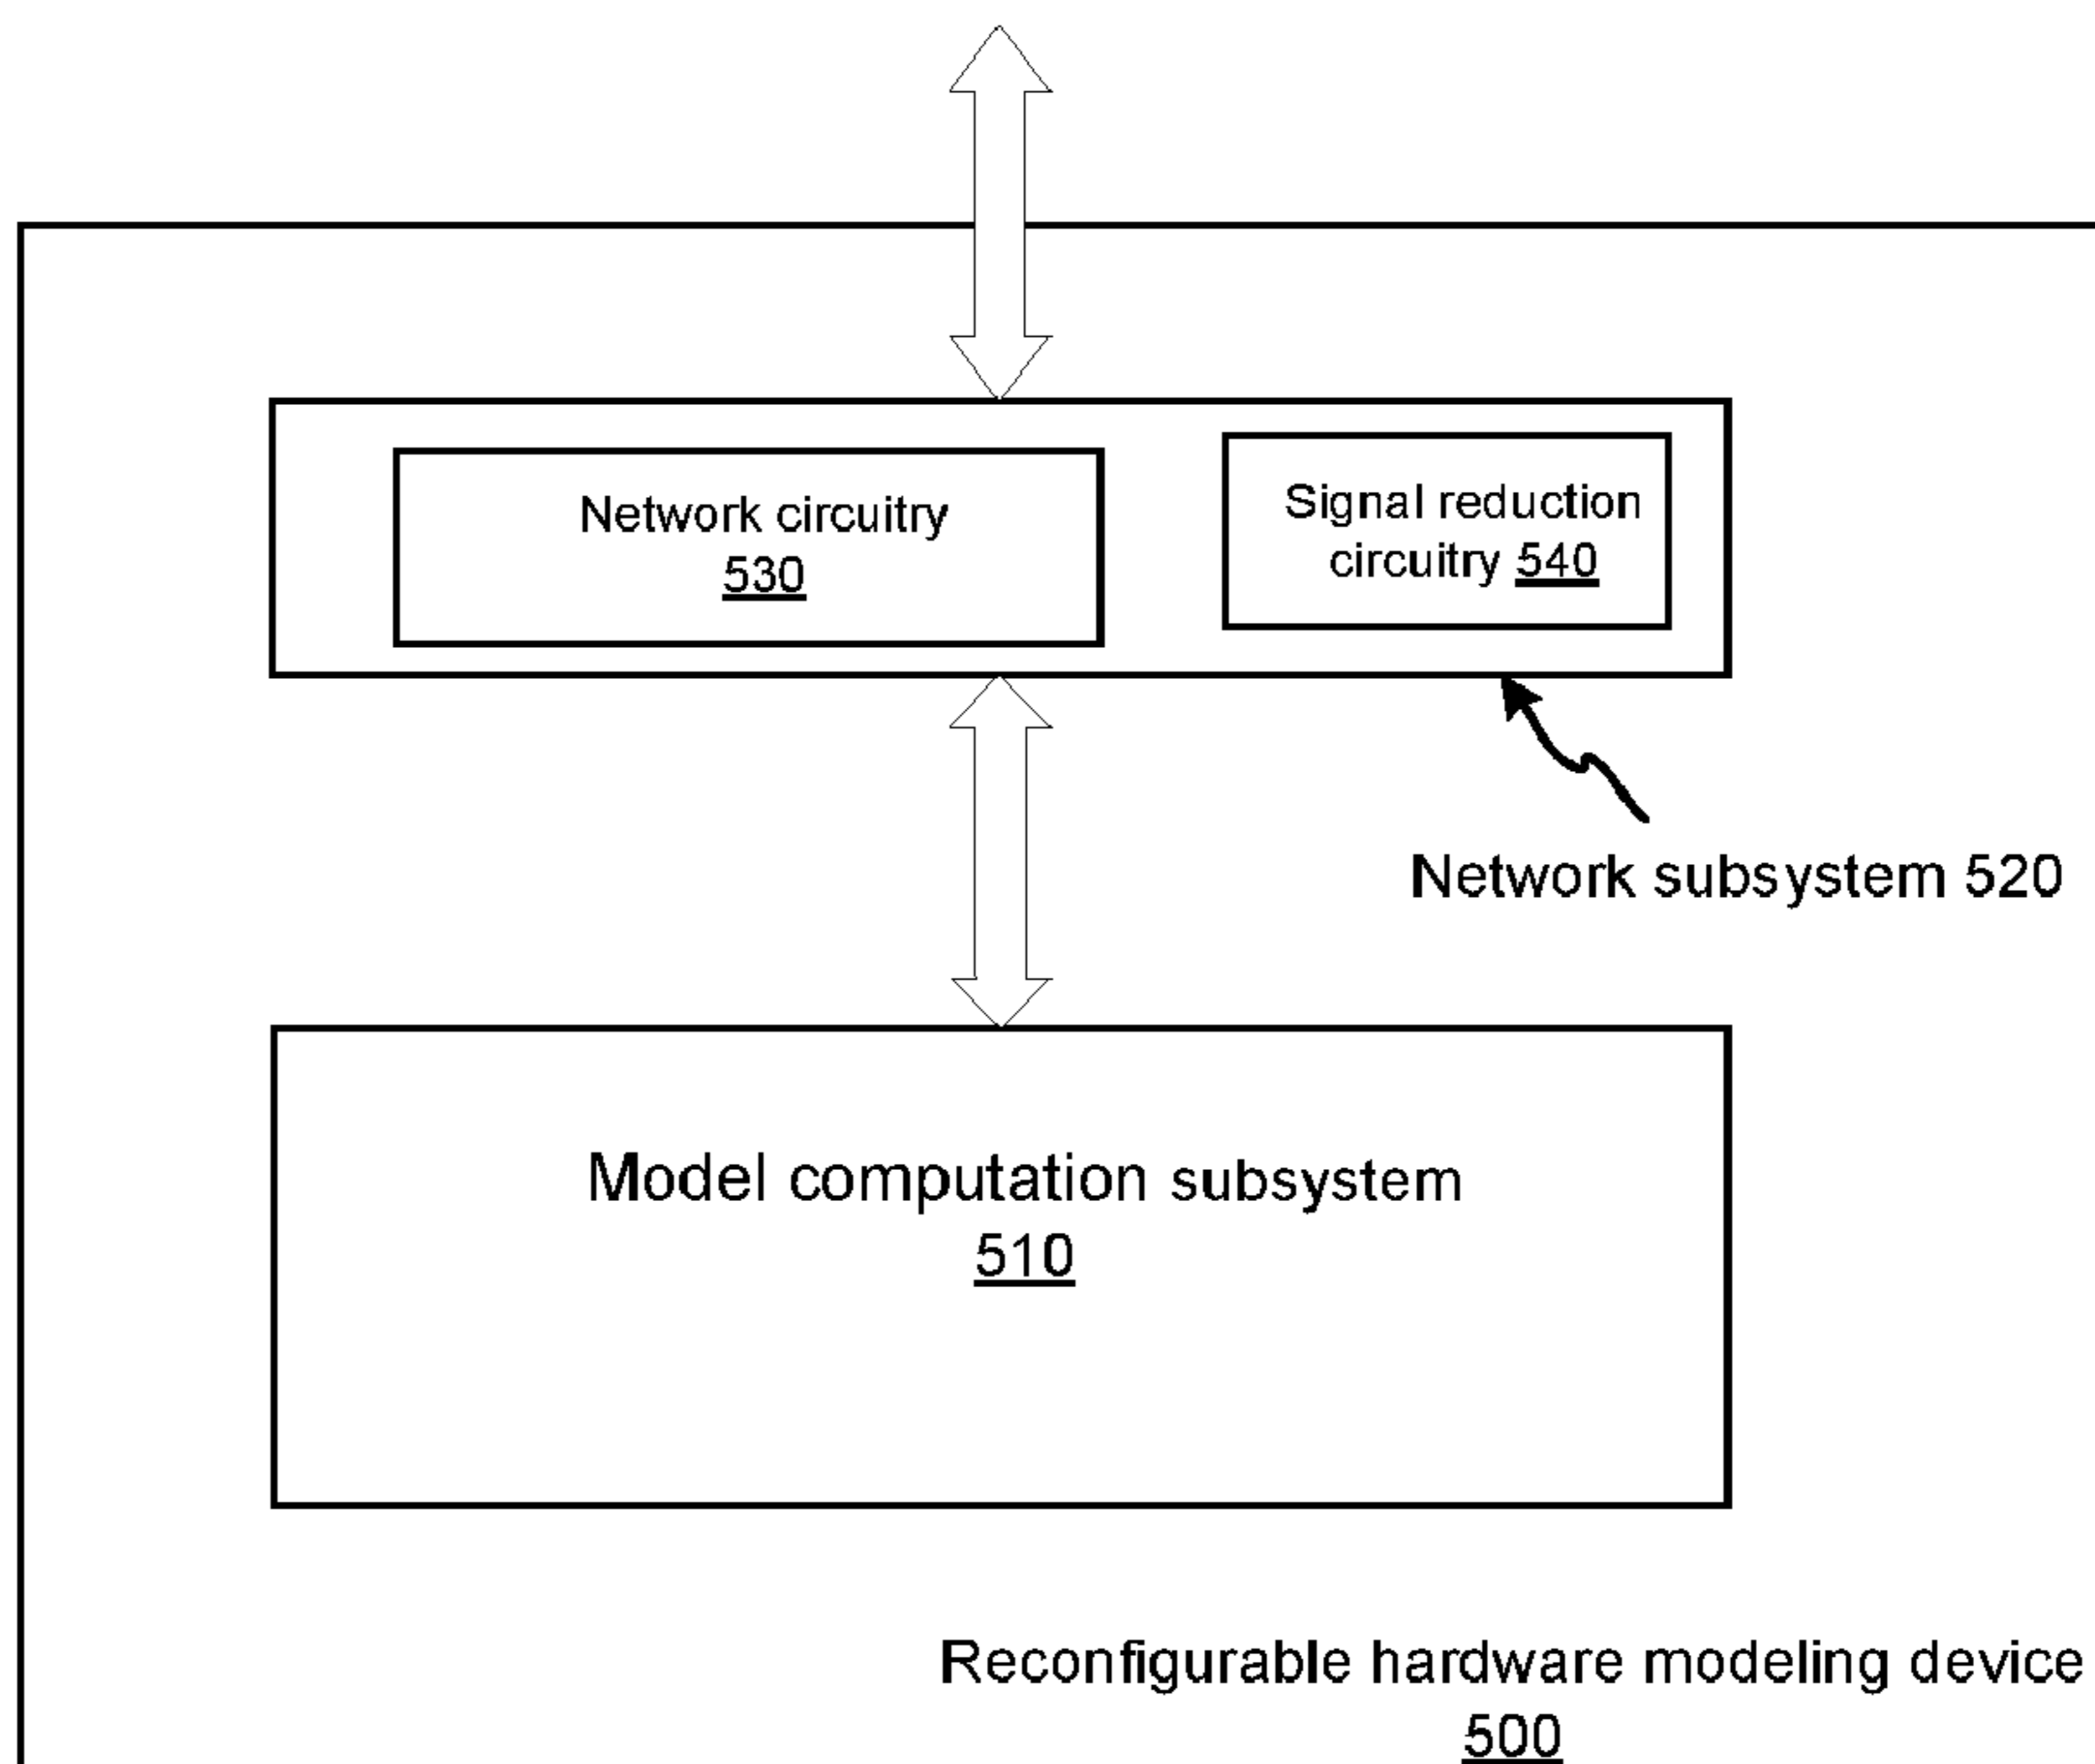 Network circuitry
530
Signal reduction
circuitry 540
Network subsystem 520
Model computation subsystem
510
Reconfigurable hardware modeling device
500